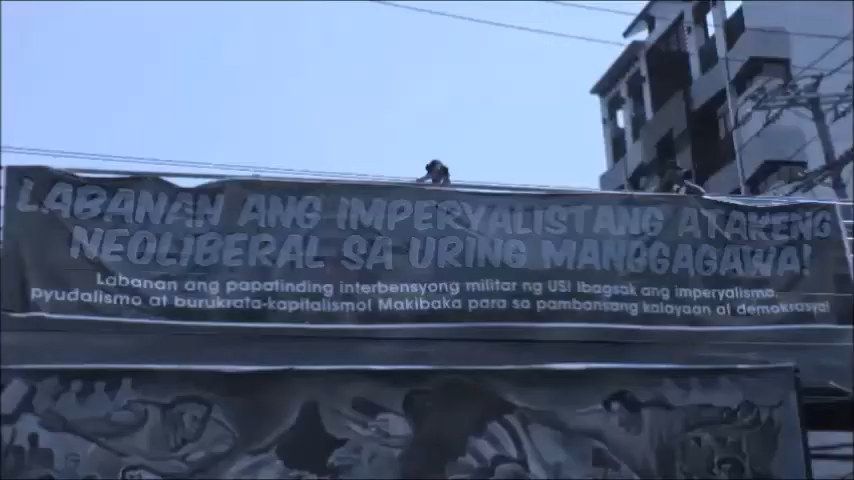 LABANAN ANG IMPERYALISTANG ATAKENG
NEOLIBERAL SA URING MANGGAGAWA!
Labanan ang papatinding interbensyong militar ng US! Ibagsak ang imperyalismo,
pyudalismo at burukrata-kapitalismo! Makibaka para sa pambansang kalayaan at demokrasya!